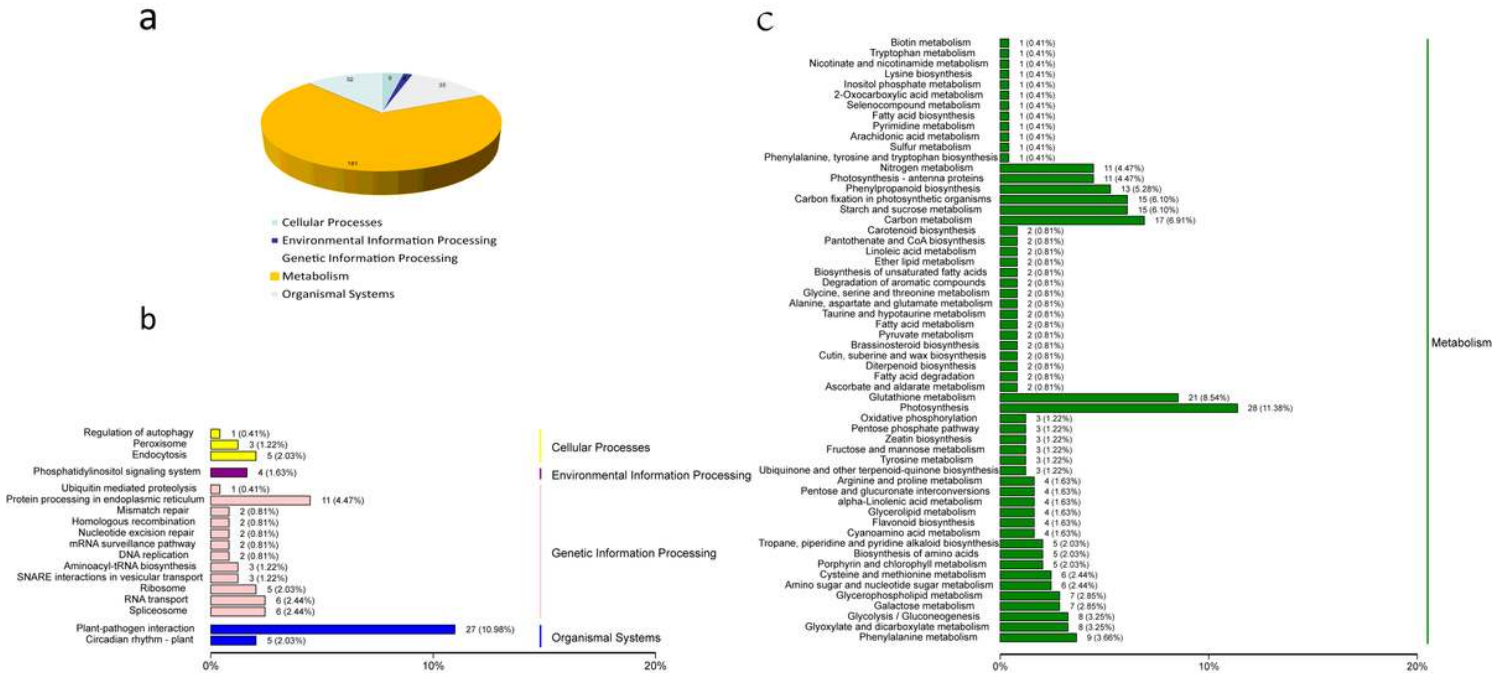 a
32
9
33
191
Cellular Processes
Environmental Information Processing
Genetic Information Processing
Metabolism
Organismal Systems
b
Regulation of autophagy 1 (0.41%)
Peroxisome 3 (1.22%)
Endocytosis 5 (2.03%)
Cellular Processes
Phosphatidylinositol signaling system 4 (1.63%)
Environmental Information Processing
Ubiquitin mediated proteolysis 1 (0.41%)
Protein processing in endoplasmic reticulum 11 (4.47%)
Mismatch repair 2 (0.81%)
Homologous recombination 2 (0.81%)
Nucleotide excision repair 2 (0.81%)
mRNA surveillance pathway 2 (0.81%)
DNA replication 2 (0.81%)
Aminoacyl-tRNA biosynthesis 3 (1.22%)
SNARE interactions in vesicular transport 3 (1.22%)
Ribosome 5 (2.03%)
RNA transport 6 (2.44%)
Spliceosome 6 (2.44%)
Genetic Information Processing
Plant-pathogen interaction 27 (10.98%)
Circadian rhythm - plant 5 (2.03%)
Organismal Systems
0% 10% 20%
C
Biotin metabolism 1 (0.41%)
Tryptophan metabolism 1 (0.41%)
Nicotinate and nicotinamide metabolism 1 (0.41%)
Lysine biosynthesis 1 (0.41%)
Inositol phosphate metabolism 1 (0.41%)
2-Oxocarboxylic acid metabolism 1 (0.41%)
Selenocompound metabolism 1 (0.41%)
Fatty acid biosynthesis 1 (0.41%)
Pyrimidine metabolism 1 (0.41%)
Arachidonic acid metabolism 1 (0.41%)
Sulfur metabolism 1 (0.41%)
Phenylalanine, tyrosine and tryptophan biosynthesis 1 (0.41%)
Nitrogen metabolism 11 (4.47%)
Photosynthesis - antenna proteins 11 (4.47%)
Phenylpropanoid biosynthesis 13 (5.28%)
Carbon fixation in photosynthetic organisms 15 (6.10%)
Starch and sucrose metabolism 15 (6.10%)
Carbon metabolism 17 (6.91%)
Carotenoid biosynthesis 2 (0.81%)
Pantothenate and CoA biosynthesis 2 (0.81%)
Linoleic acid metabolism 2 (0.81%)
Ether lipid metabolism 2 (0.81%)
Biosynthesis of unsaturated fatty acids 2 (0.81%)
Degradation of aromatic compounds 2 (0.81%)
Glycine, serine and threonine metabolism 2 (0.81%)
Alanine, aspartate and glutamate metabolism 2 (0.81%)
Taurine and hypotaurine metabolism 2 (0.81%)
Fatty acid metabolism 2 (0.81%)
Pyruvate metabolism 2 (0.81%)
Brassinosteroid biosynthesis 2 (0.81%)
Cutin, suberine and wax biosynthesis 2 (0.81%)
Diterpenoid biosynthesis 2 (0.81%)
Fatty acid degradation 2 (0.81%)
Ascorbate and aldarate metabolism 2 (0.81%)
Glutathione metabolism 21 (8.54%)
Photosynthesis 28 (11.38%)
Oxidative phosphorylation 3 (1.22%)
Pentose phosphate pathway 3 (1.22%)
Zeatin biosynthesis 3 (1.22%)
Fructose and mannose metabolism 3 (1.22%)
Tyrosine metabolism 3 (1.22%)
Ubiquinone and other terpenoid-quinone biosynthesis 3 (1.22%)
Arginine and proline metabolism 4 (1.63%)
Pentose and glucuronate interconversions 4 (1.63%)
alpha-Linolenic acid metabolism 4 (1.63%)
Glycerolipid metabolism 4 (1.63%)
Flavonoid biosynthesis 4 (1.63%)
Cyanoamino acid metabolism 4 (1.63%)
Tropane, piperidine and pyridine alkaloid biosynthesis 5 (2.03%)
Biosynthesis of amino acids 5 (2.03%)
Porphyrin and chlorophyll metabolism 5 (2.03%)
Cysteine and methionine metabolism 6 (2.44%)
Amino sugar and nucleotide sugar metabolism 6 (2.44%)
Glycerophospholipid metabolism 7 (2.85%)
Galactose metabolism 7 (2.85%)
Glycolysis / Gluconeogenesis 8 (3.25%)
Glyoxylate and dicarboxylate metabolism 8 (3.25%)
Phenylalanine metabolism 9 (3.66%)
Metabolism
0% 10% 20%